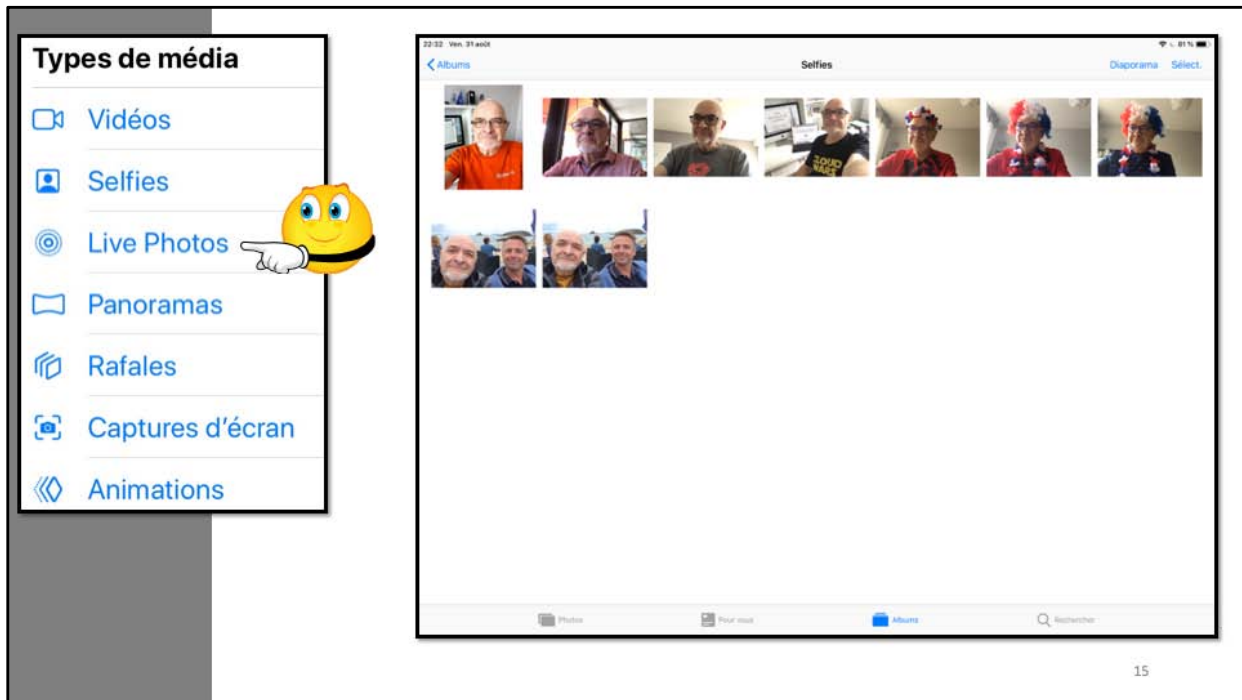 Types de média
Vidéos
Selfies
Live Photos
Panoramas
Rafales
Captures d'écran
Animations
22:32 Ven. 31 août
81 %
Albums
Selfies
Diaporama Sélect.
Photos
Pour vous
Albums
Rechercher
15